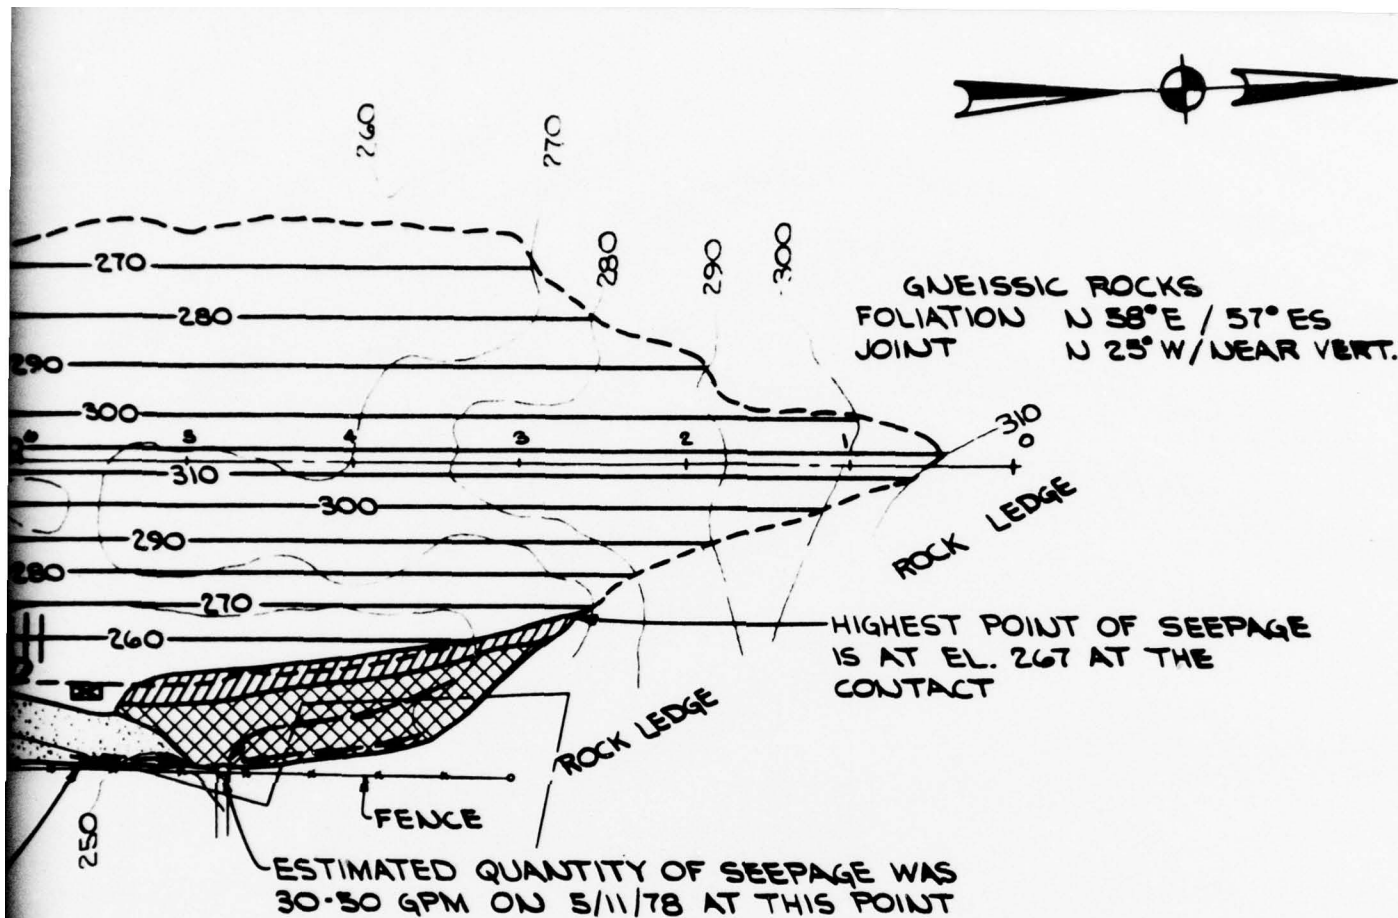 260
270
280
290
300
GNEISSIC ROCKS
FOLIATION N 58° E / 57° ES
JOINT N 25° W / NEAR VERT.
270
280
290
300
310
0
5
4
3
2
1
310
300
290
280
270
260
ROCK LEDGE
HIGHEST POINT OF SEEPAGE
IS AT EL. 267 AT THE
CONTACT
ROCK LEDGE
FENCE
250
ESTIMATED QUANTITY OF SEEPAGE WAS
30-50 GPM ON 5/11/78 AT THIS POINT